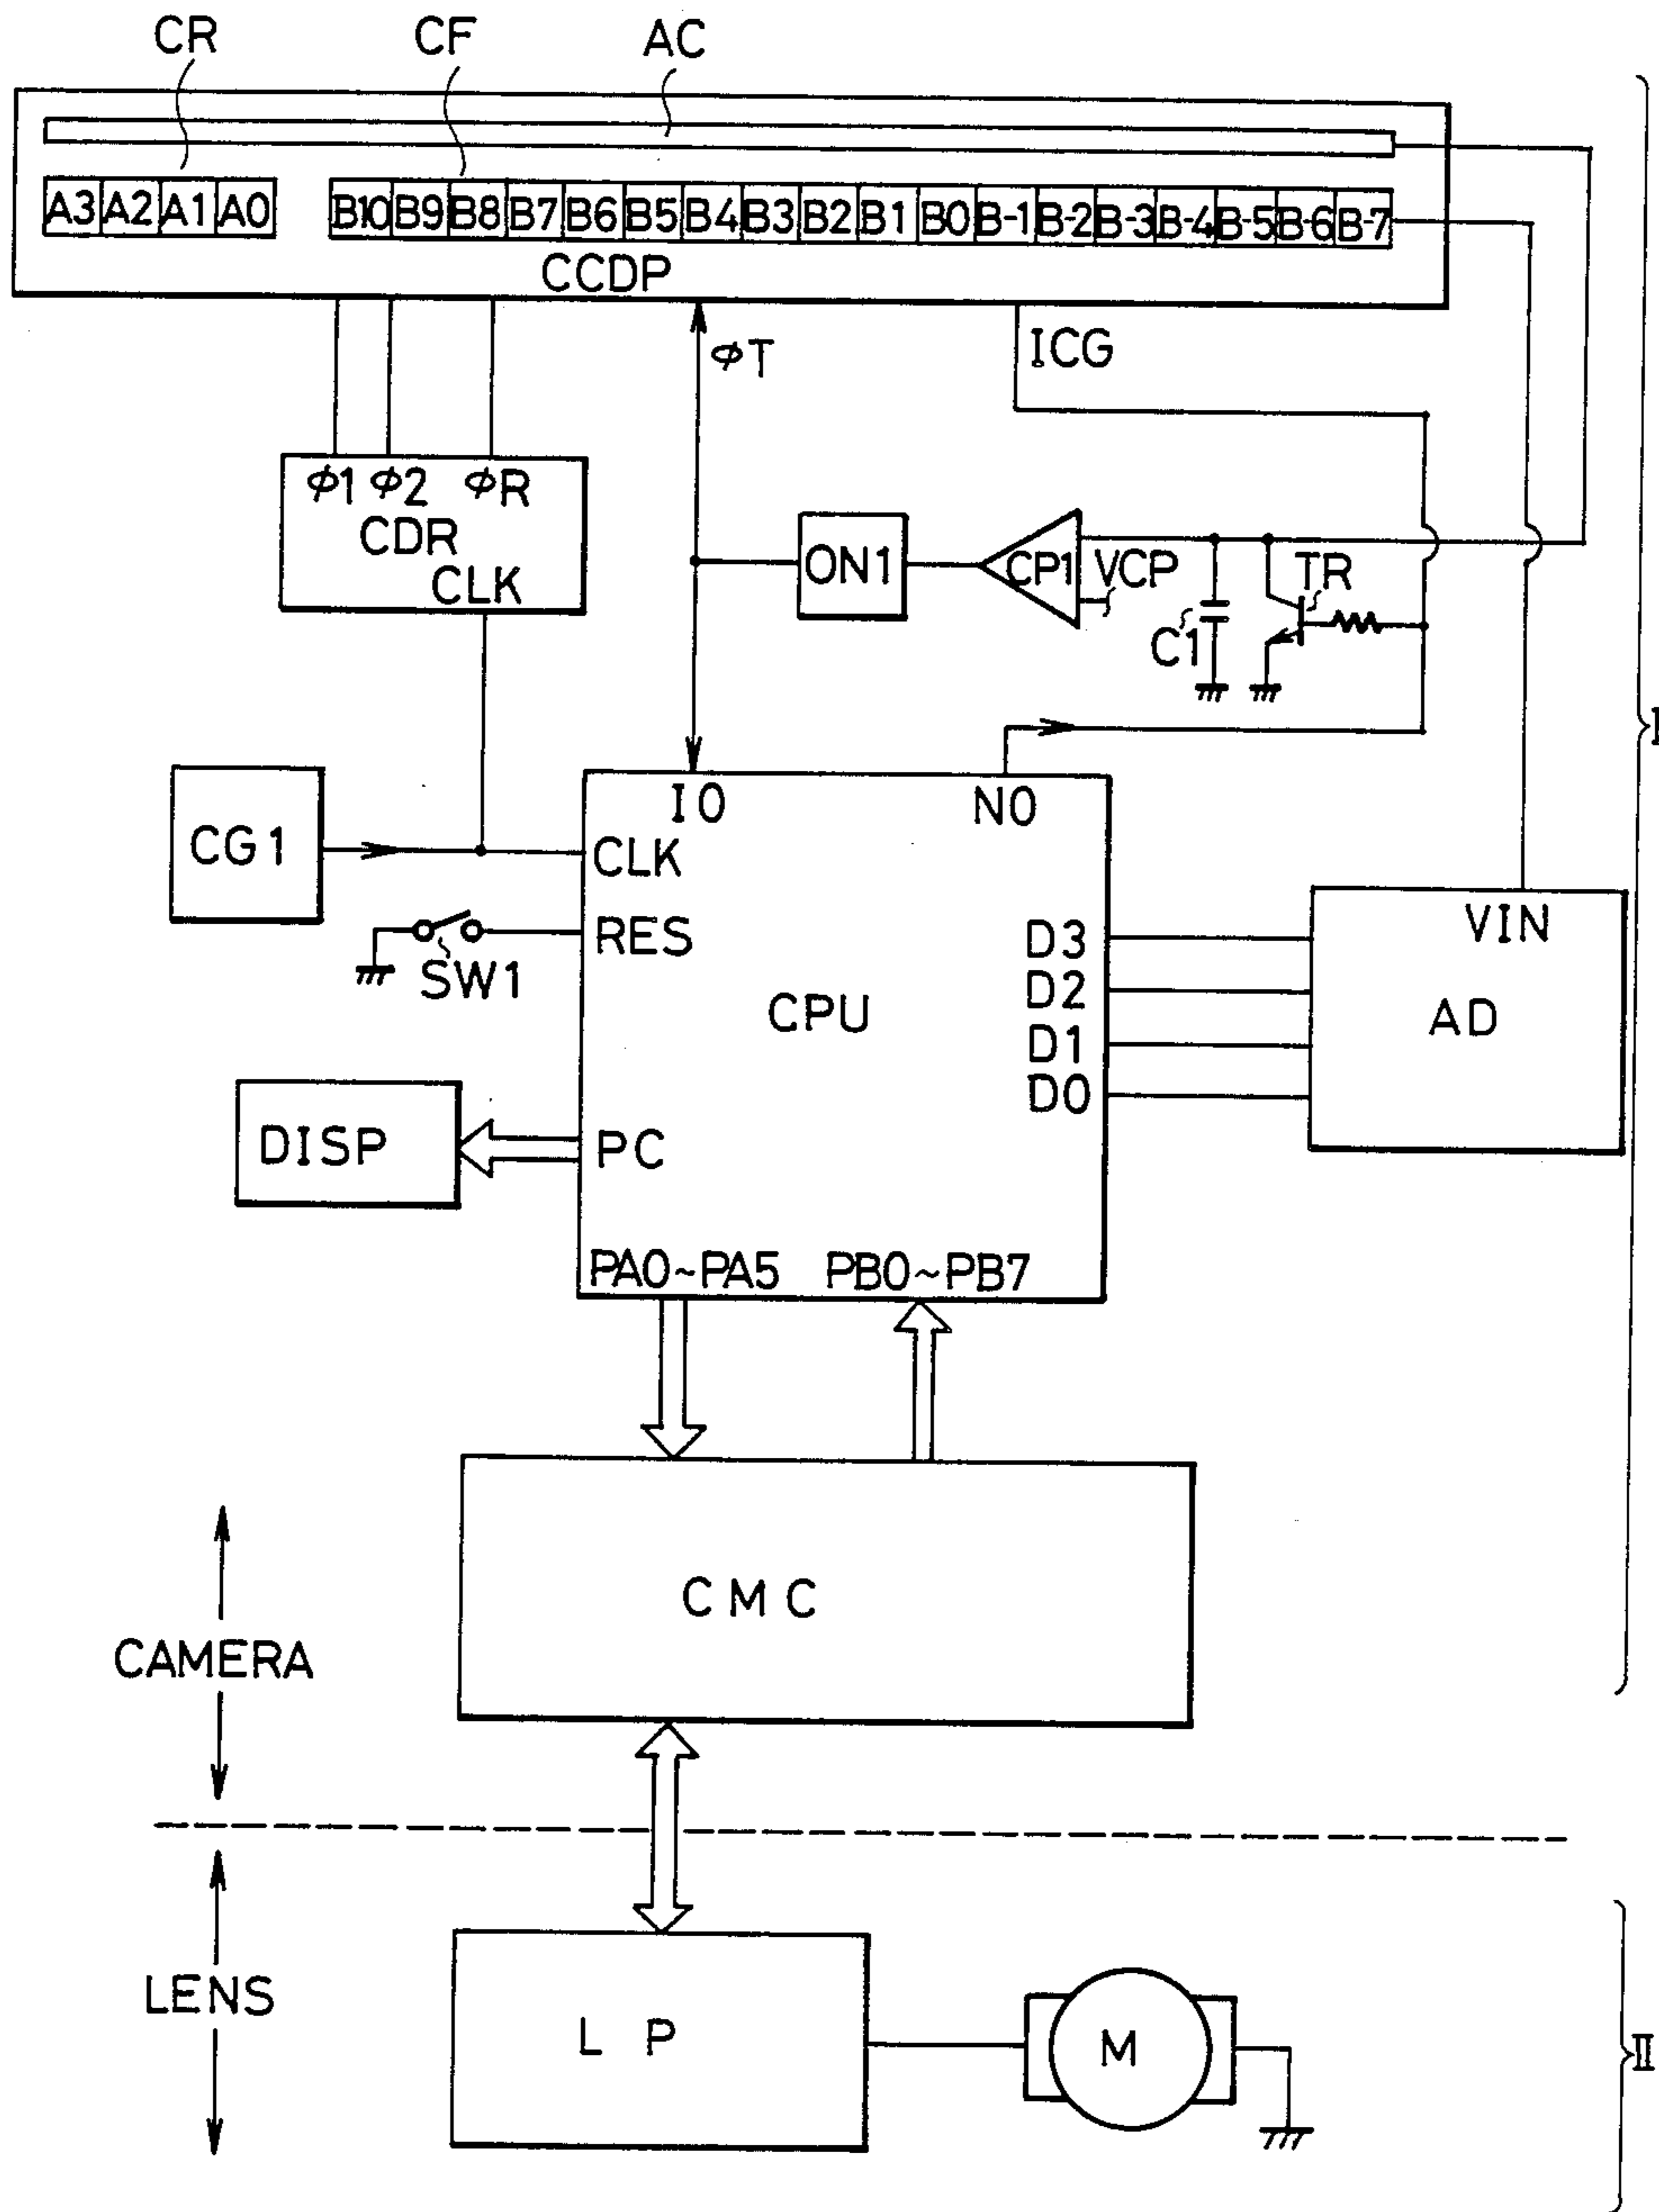 CR CF AC
A3 A2 A1 A0 B10 B9 B8 B7 B6 B5 B4 B3 B2 B1 B0 B-1 B-2 B-3 B-4 B-5 B-6 B-7
CCDP
φT ICG
φ1 φ2 φR
CDR
CLK
ON1 CP1 VCP TR
C1
I
I0 N0
CG1 CLK
RES
SW1
VIN
D3
D2
D1
D0
CPU
AD
DISP PC
PA0~PA5 PB0~PB7
CMC
CAMERA
LENS
L P M
II